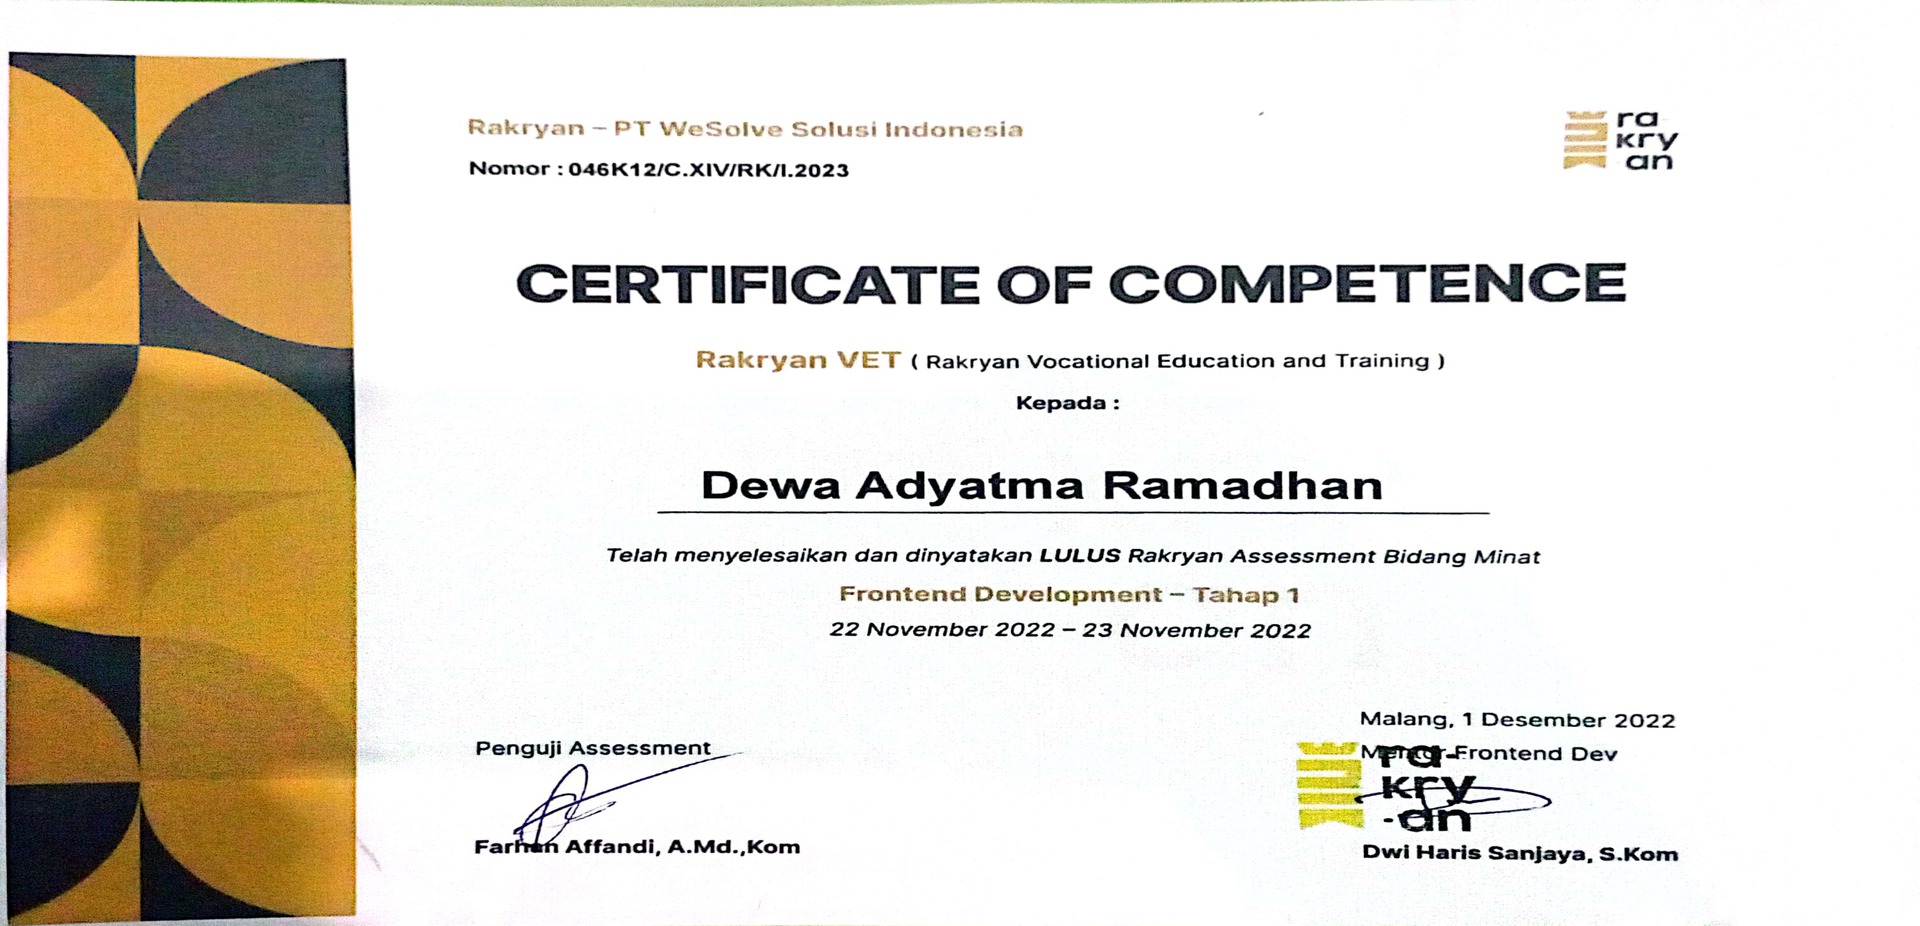 Rakryan – PT WeSolve Solusi Indonesia
Nomor : 046K12/C.XIV/RK/I.2023
ra
kry
an
CERTIFICATE OF COMPETENCE
Rakryan VET ( Rakryan Vocational Education and Training )
Kepada :
Dewa Adyatma Ramadhan
Telah menyelesaikan dan dinyatakan LULUS Rakryan Assessment Bidang Minat
Frontend Development – Tahap 1
22 November 2022 – 23 November 2022
Malang, 1 Desember 2022
Penguji Assessment
Mentor Frontend Dev
ra-
kry
-an
Farhan Affandi, A.Md.,Kom
Dwi Haris Sanjaya, S.Kom